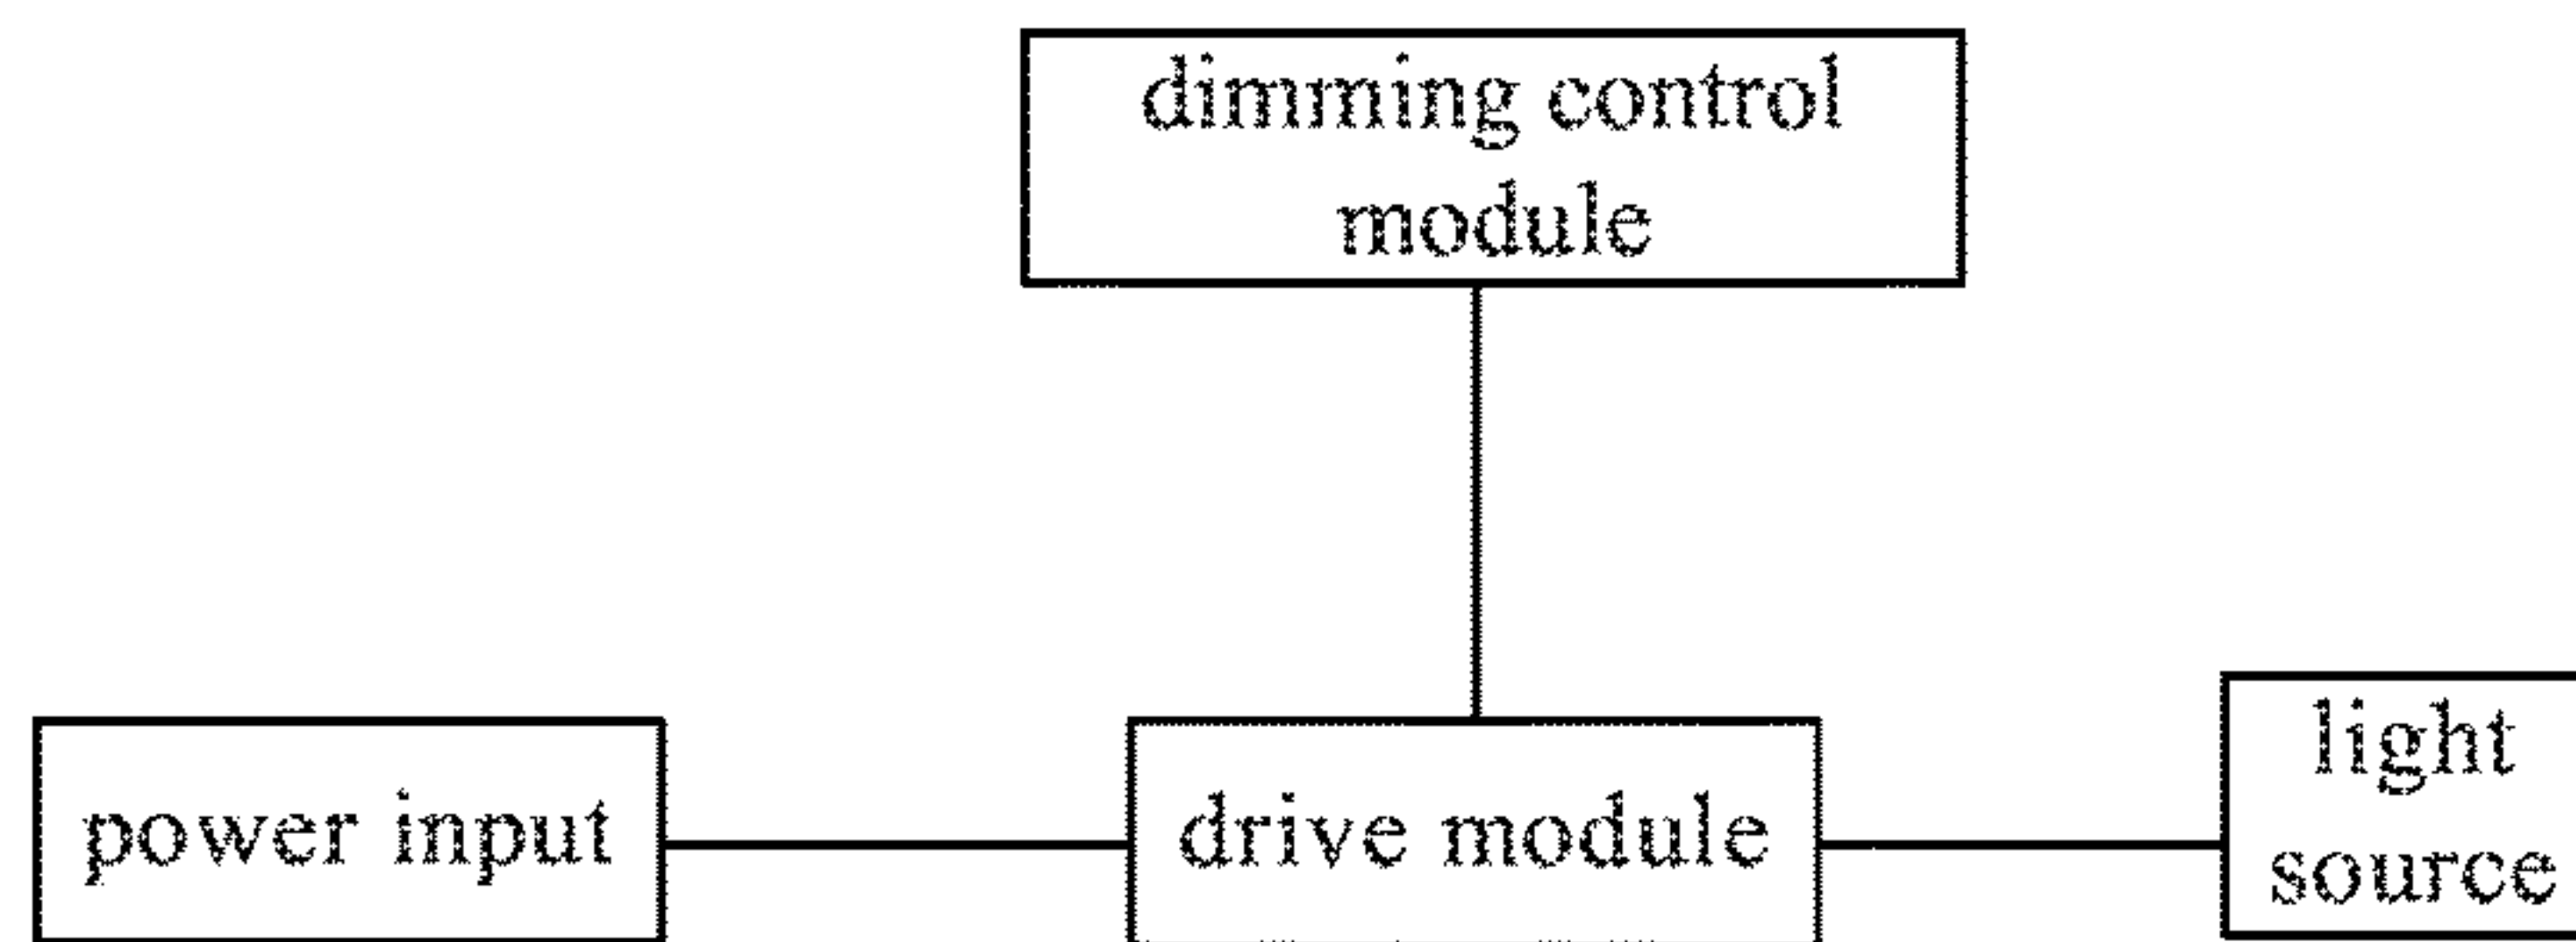 dimming control
module
power input
drive module
light
source